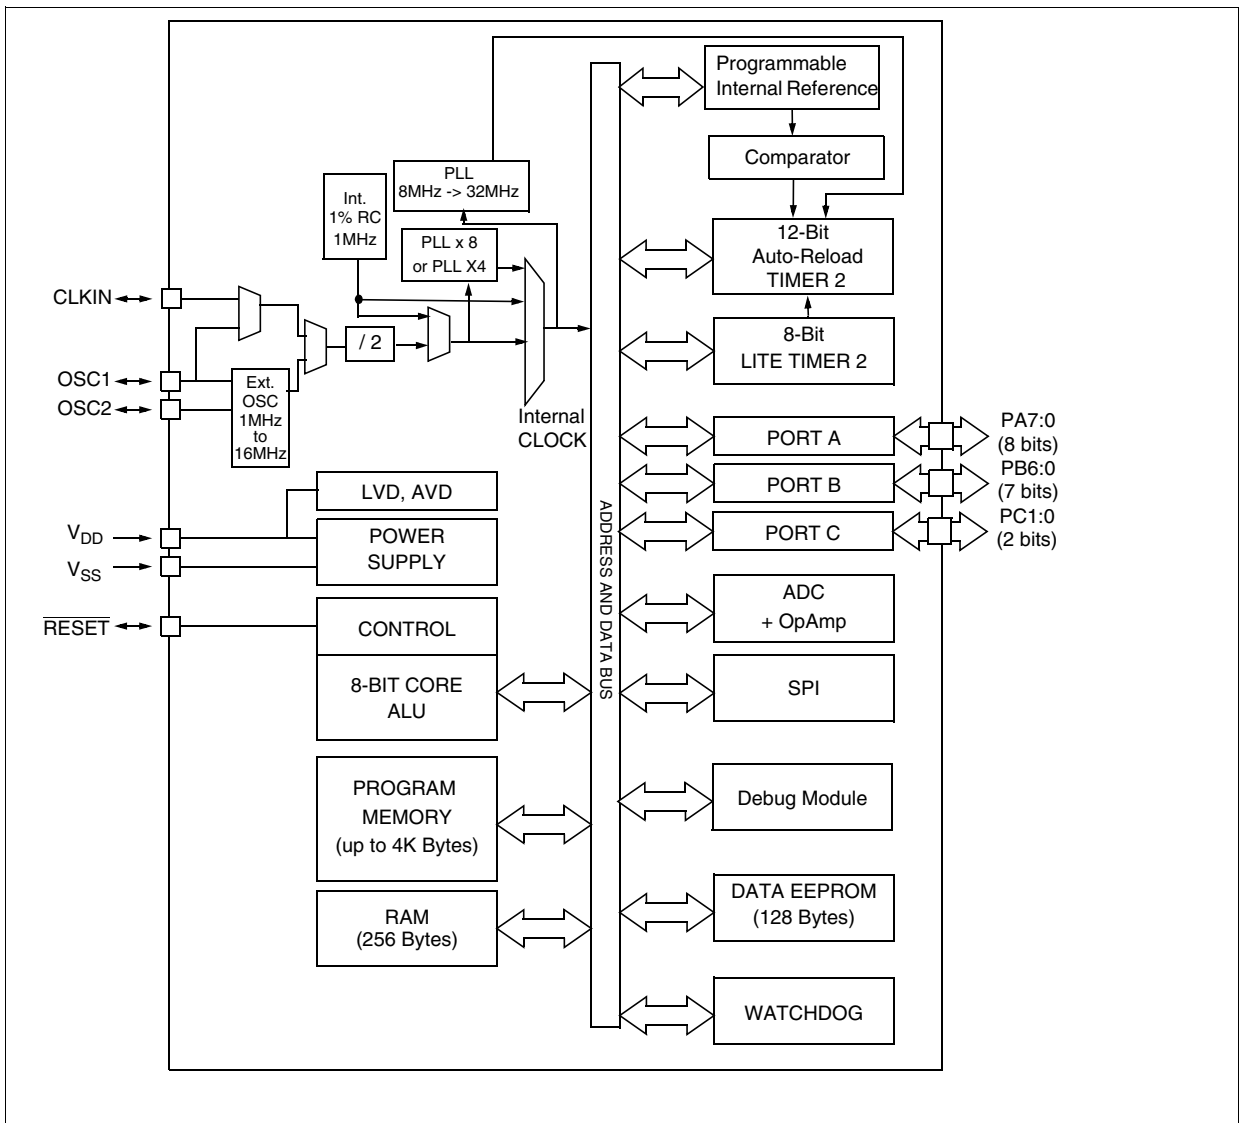 Programmable
Internal Reference
Comparator
PLL
8MHz -> 32MHz
Int.
1% RC
1MHz
PLL x 8
or PLL X4
12-Bit
Auto-Reload
TIMER 2
CLKIN
/ 2
8-Bit
LITE TIMER 2
OSC1
OSC2
Ext.
OSC
1MHz
to
16MHz
Internal
CLOCK
PORT A
PA7:0
(8 bits)
PORT B
PB6:0
(7 bits)
PORT C
PC1:0
(2 bits)
LVD, AVD
VDD
VSS
POWER
SUPPLY
ADDRESS AND DATA BUS
ADC
+ OpAmp
RESET
CONTROL
8-BIT CORE
ALU
SPI
PROGRAM
MEMORY
(up to 4K Bytes)
Debug Module
RAM
(256 Bytes)
DATA EEPROM
(128 Bytes)
WATCHDOG